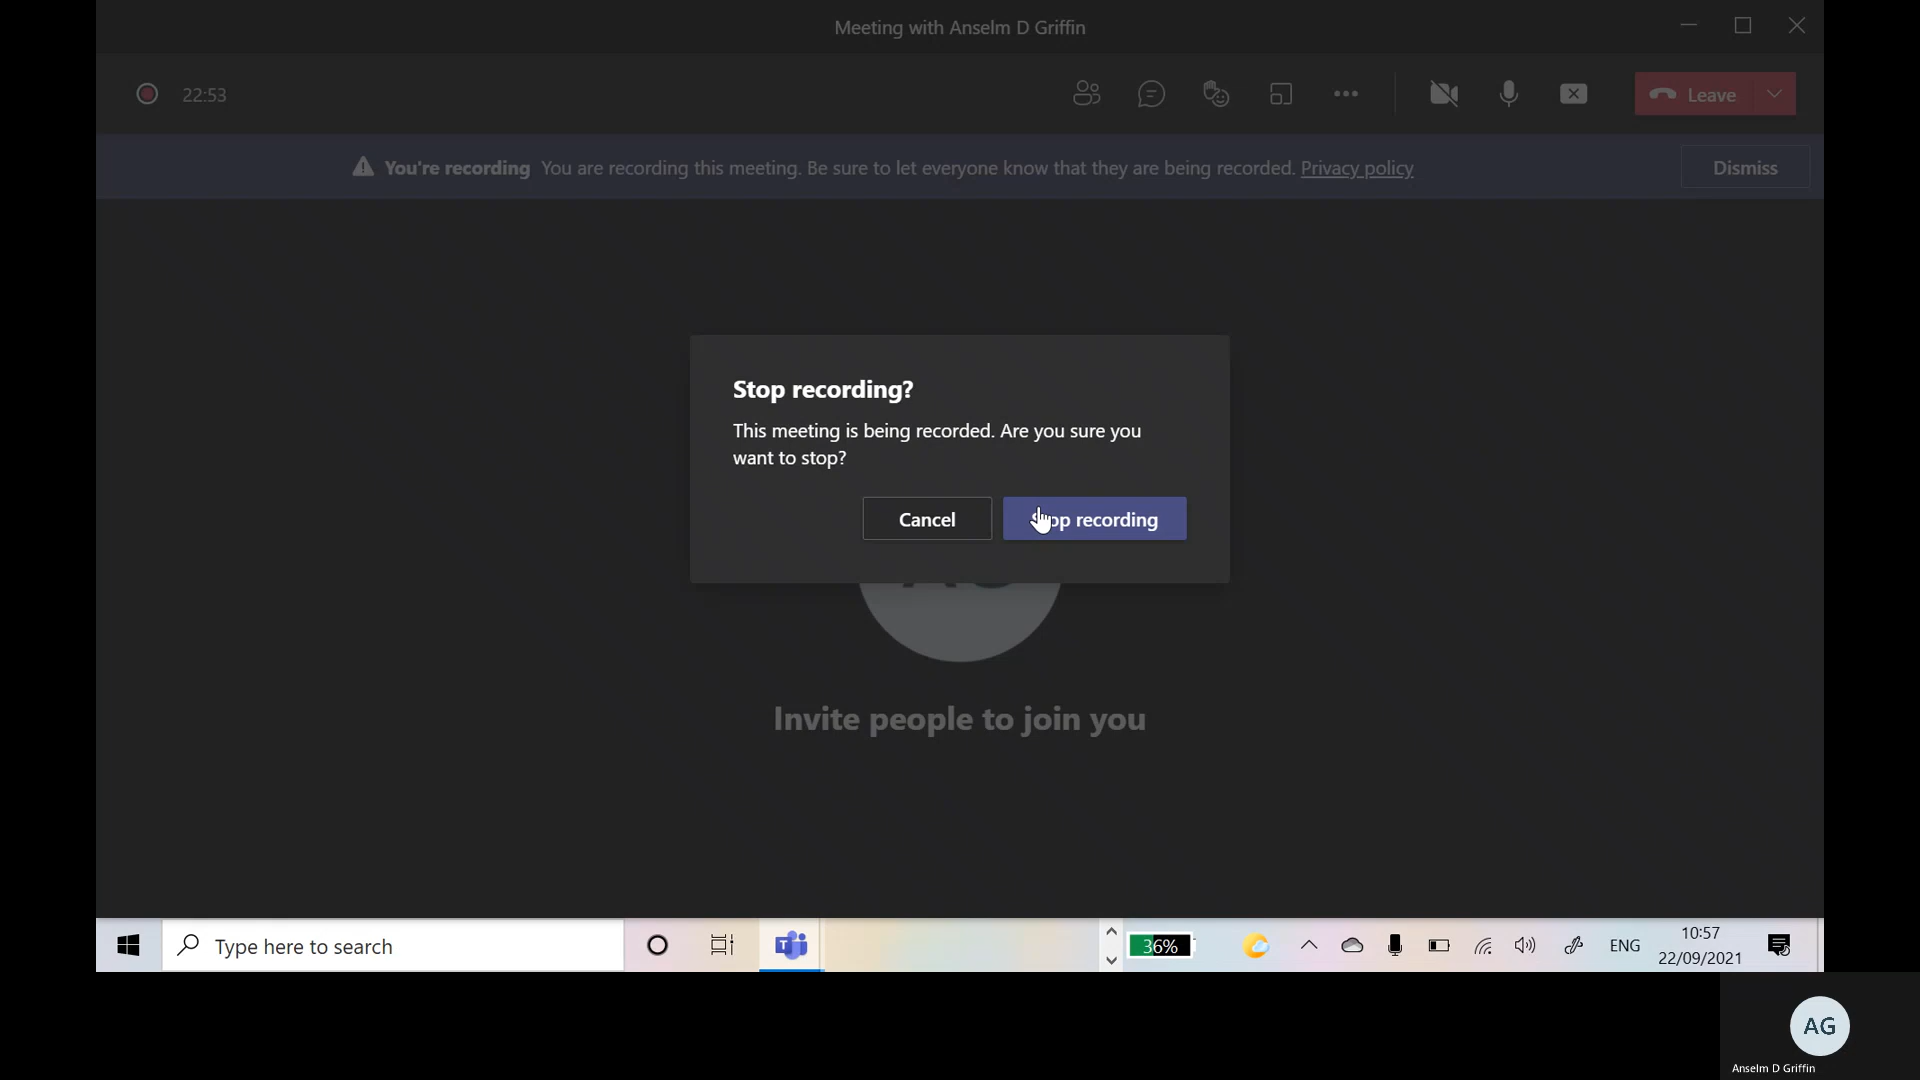 Meeting with Anselm D Griffin
22:53
Leave
You're recording You are recording this meeting. Be sure to let everyone know that they are being recorded. Privacy policy
Dismiss
Stop recording?
This meeting is being recorded. Are you sure you
want to stop?
Cancel
recording
Invite people to join you
Type here to search
36%
ENG
10:57
22/09/2021
AG
Anselm D Griffin